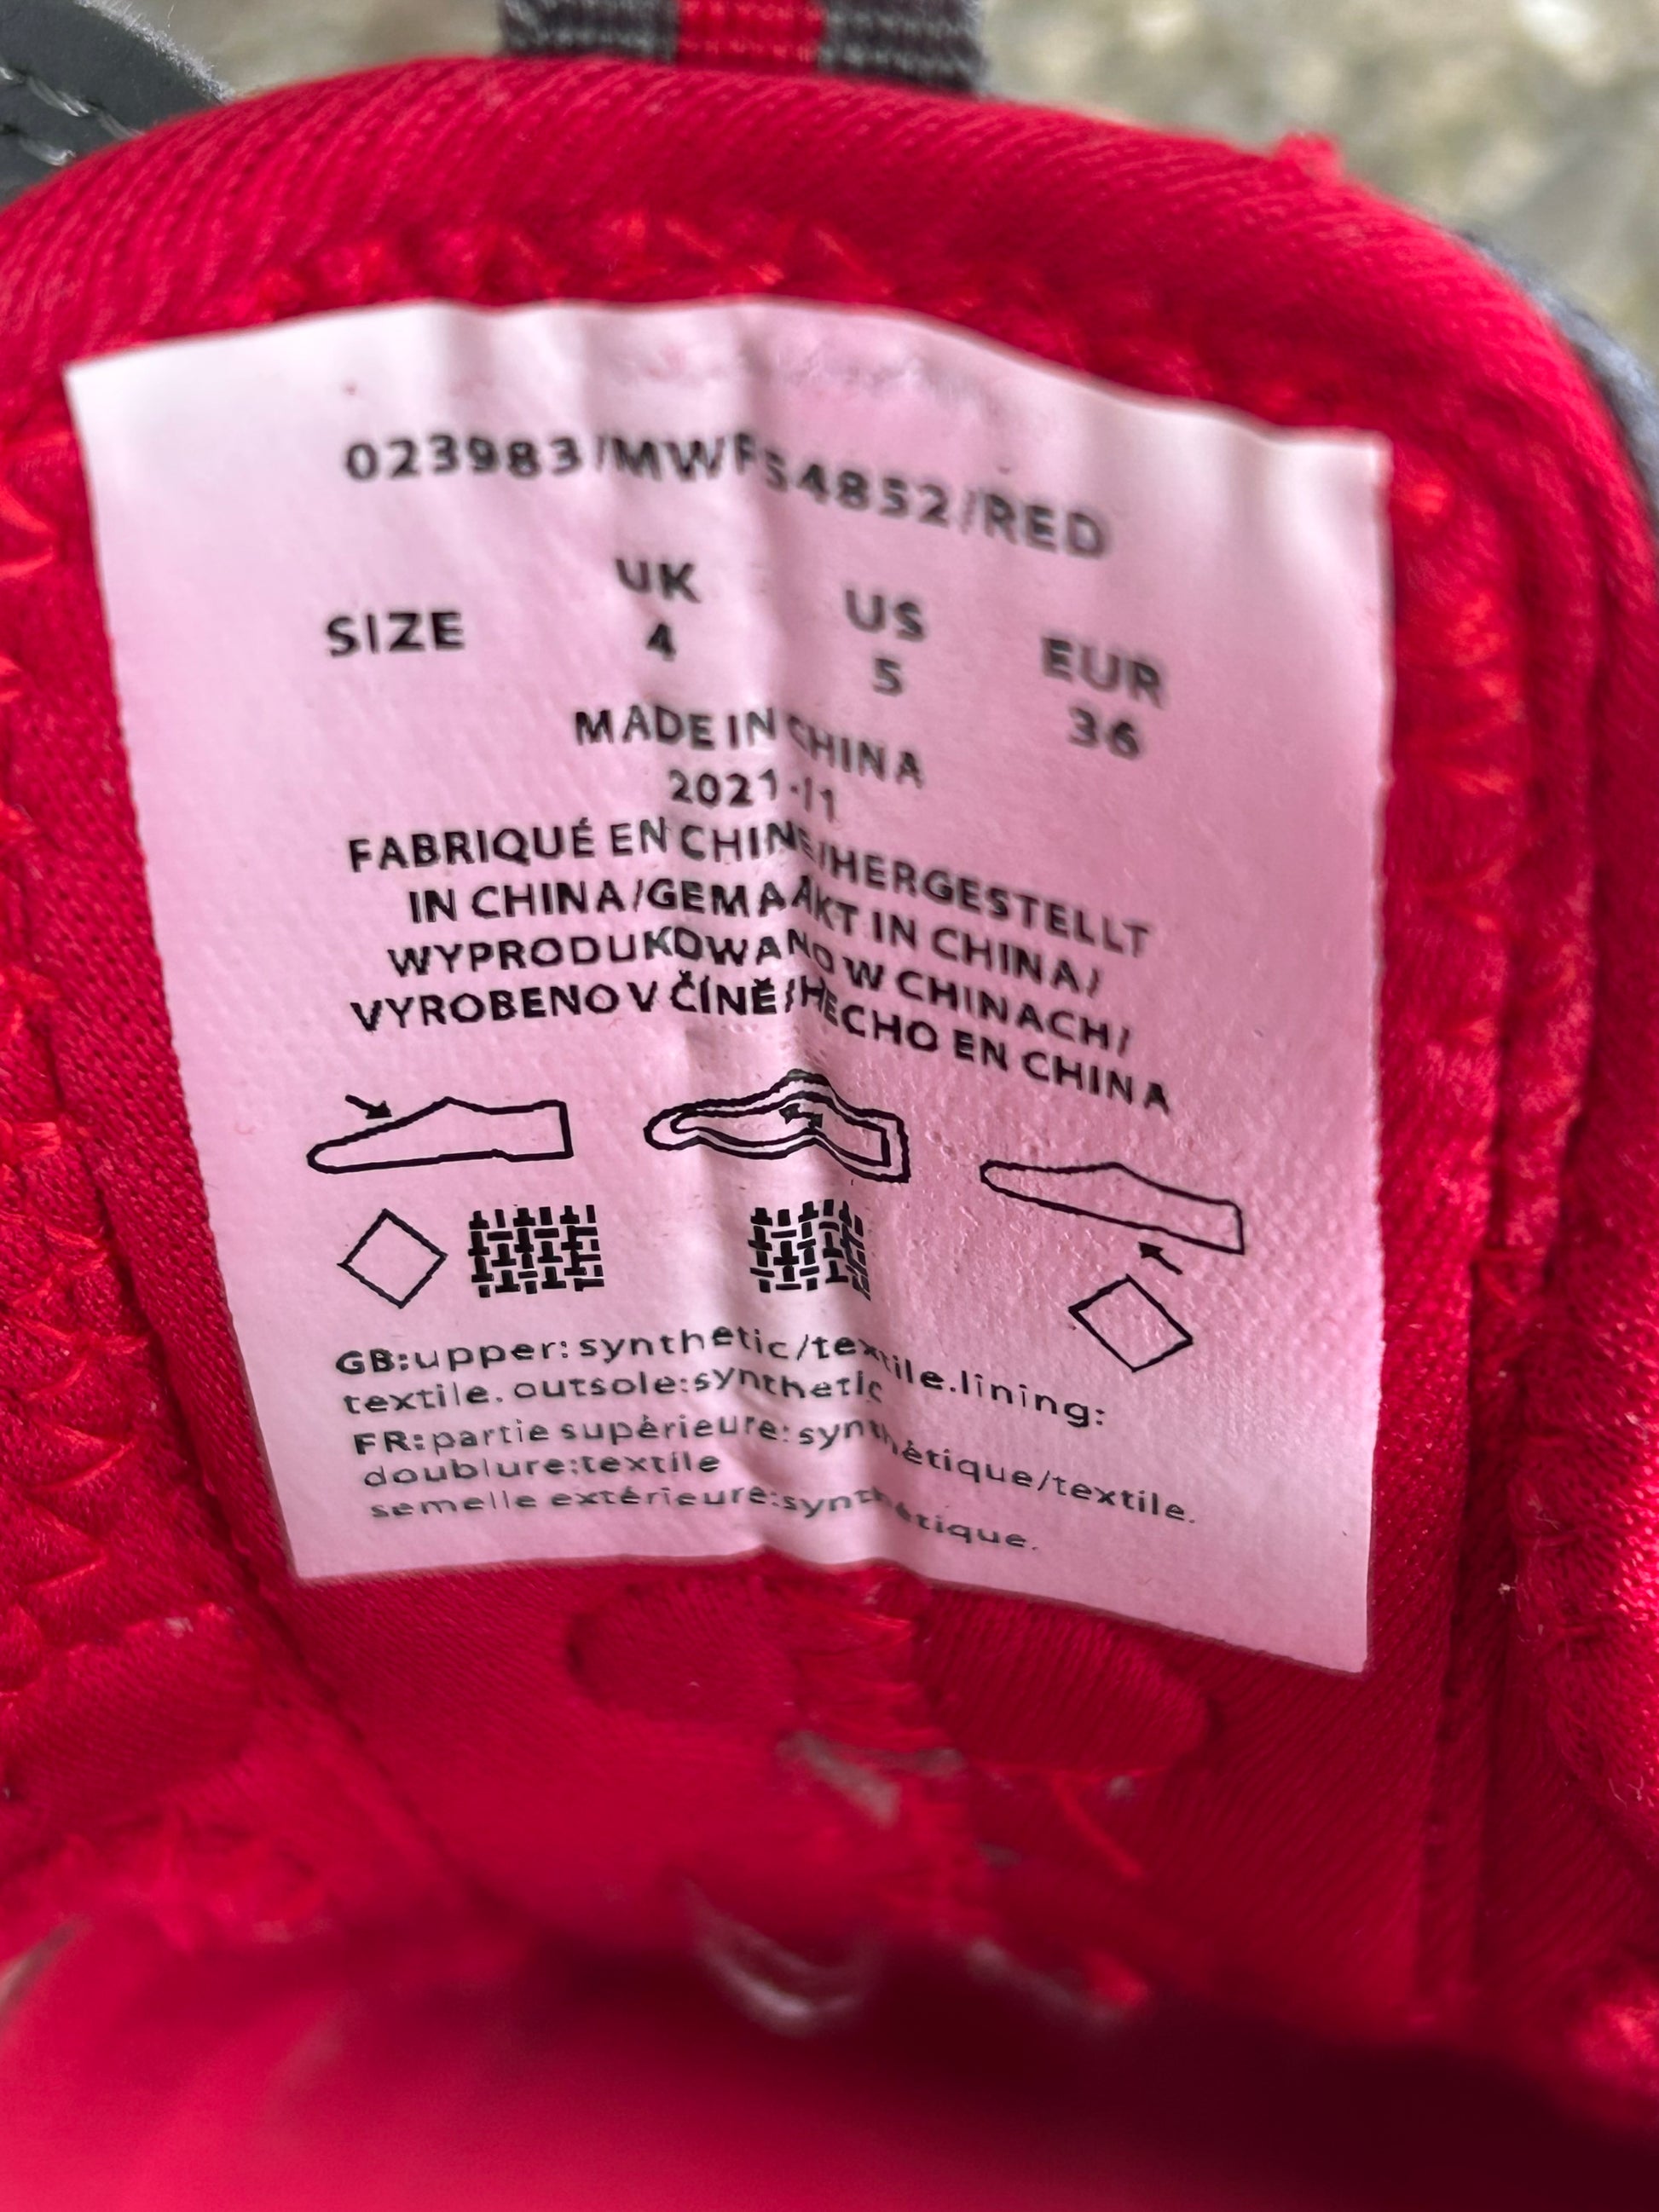 023983/MWFS4852/RED
UK US EUR
SIZE 4 5 36
MADE IN CHINA
2021-11
FABRIQUÉ EN CHINE/HERGESTELLT
IN CHINA/GEMAAKT IN CHINA/
WYPRODUKOWANO W CHINACH/
VYROBENO V ČÍNĚ/HECHO EN CHINA
GB:upper: synthetic/textile.lining:
textile. outsole:synthetic
FR:partie supérieure: synthètique/textile.
doublure:textile
semelle extérieure:synthètique.